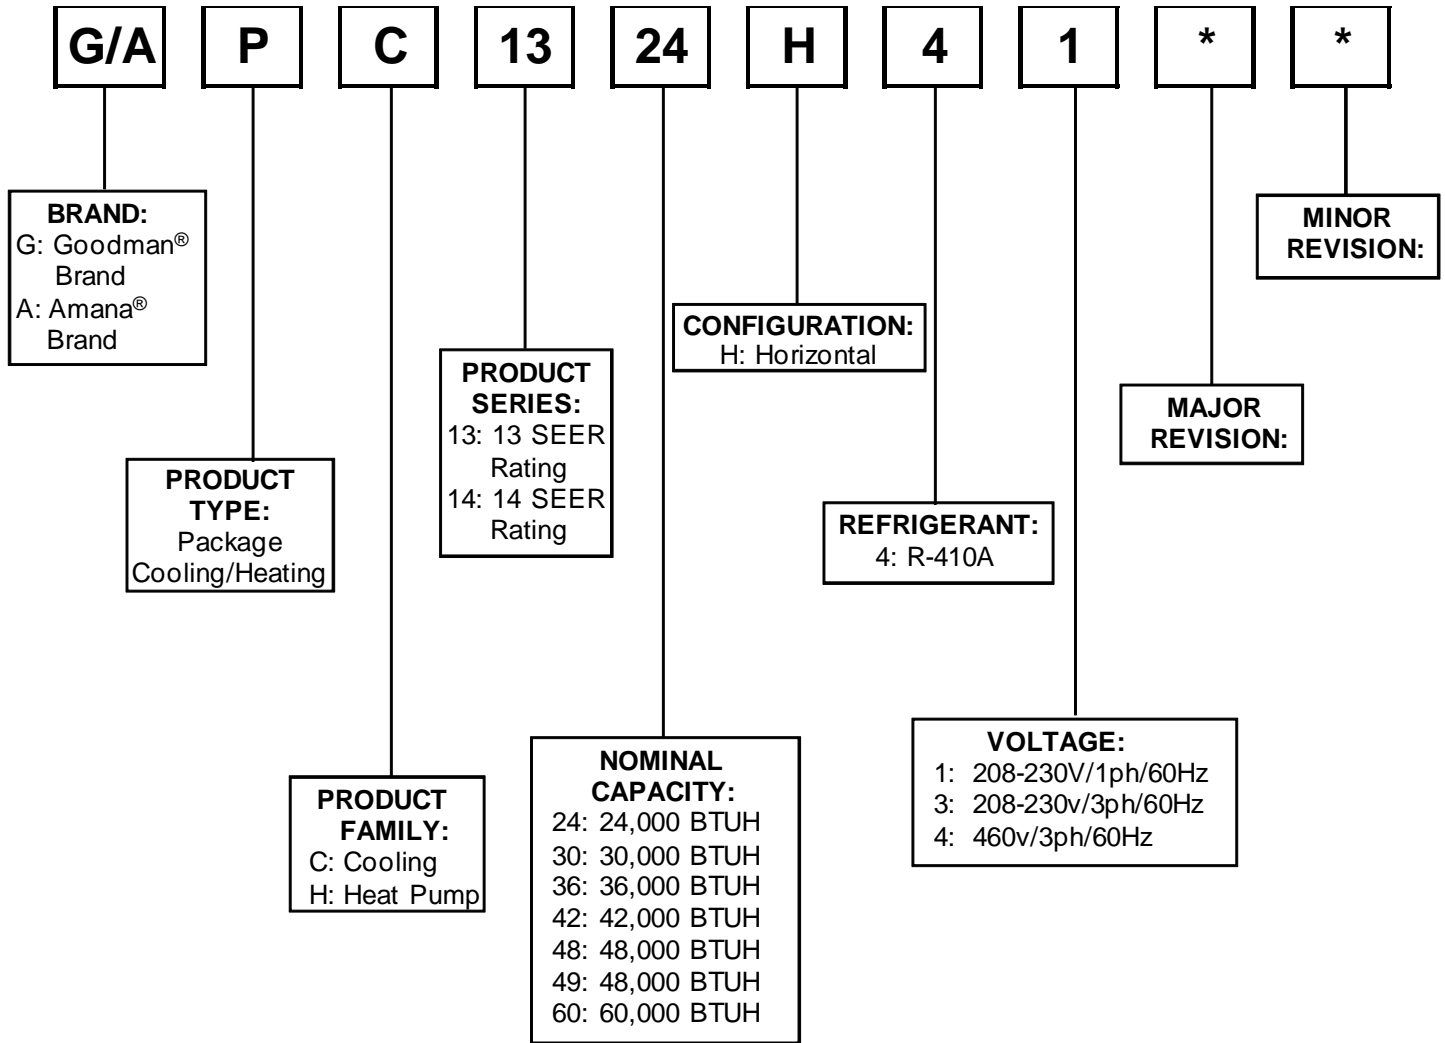 G/A P C 13 24 H 4 1 * *
BRAND:
G: Goodman®
Brand
A: Amana®
Brand
PRODUCT
TYPE:
Package
Cooling/Heating
PRODUCT
FAMILY:
C: Cooling
H: Heat Pump
PRODUCT
SERIES:
13: 13 SEER
Rating
14: 14 SEER
Rating
NOMINAL
CAPACITY:
24: 24,000 BTUH
30: 30,000 BTUH
36: 36,000 BTUH
42: 42,000 BTUH
48: 48,000 BTUH
49: 48,000 BTUH
60: 60,000 BTUH
CONFIGURATION:
H: Horizontal
REFRIGERANT:
4: R-410A
VOLTAGE:
1: 208-230V/1ph/60Hz
3: 208-230v/3ph/60Hz
4: 460v/3ph/60Hz
MAJOR
REVISION:
MINOR
REVISION: